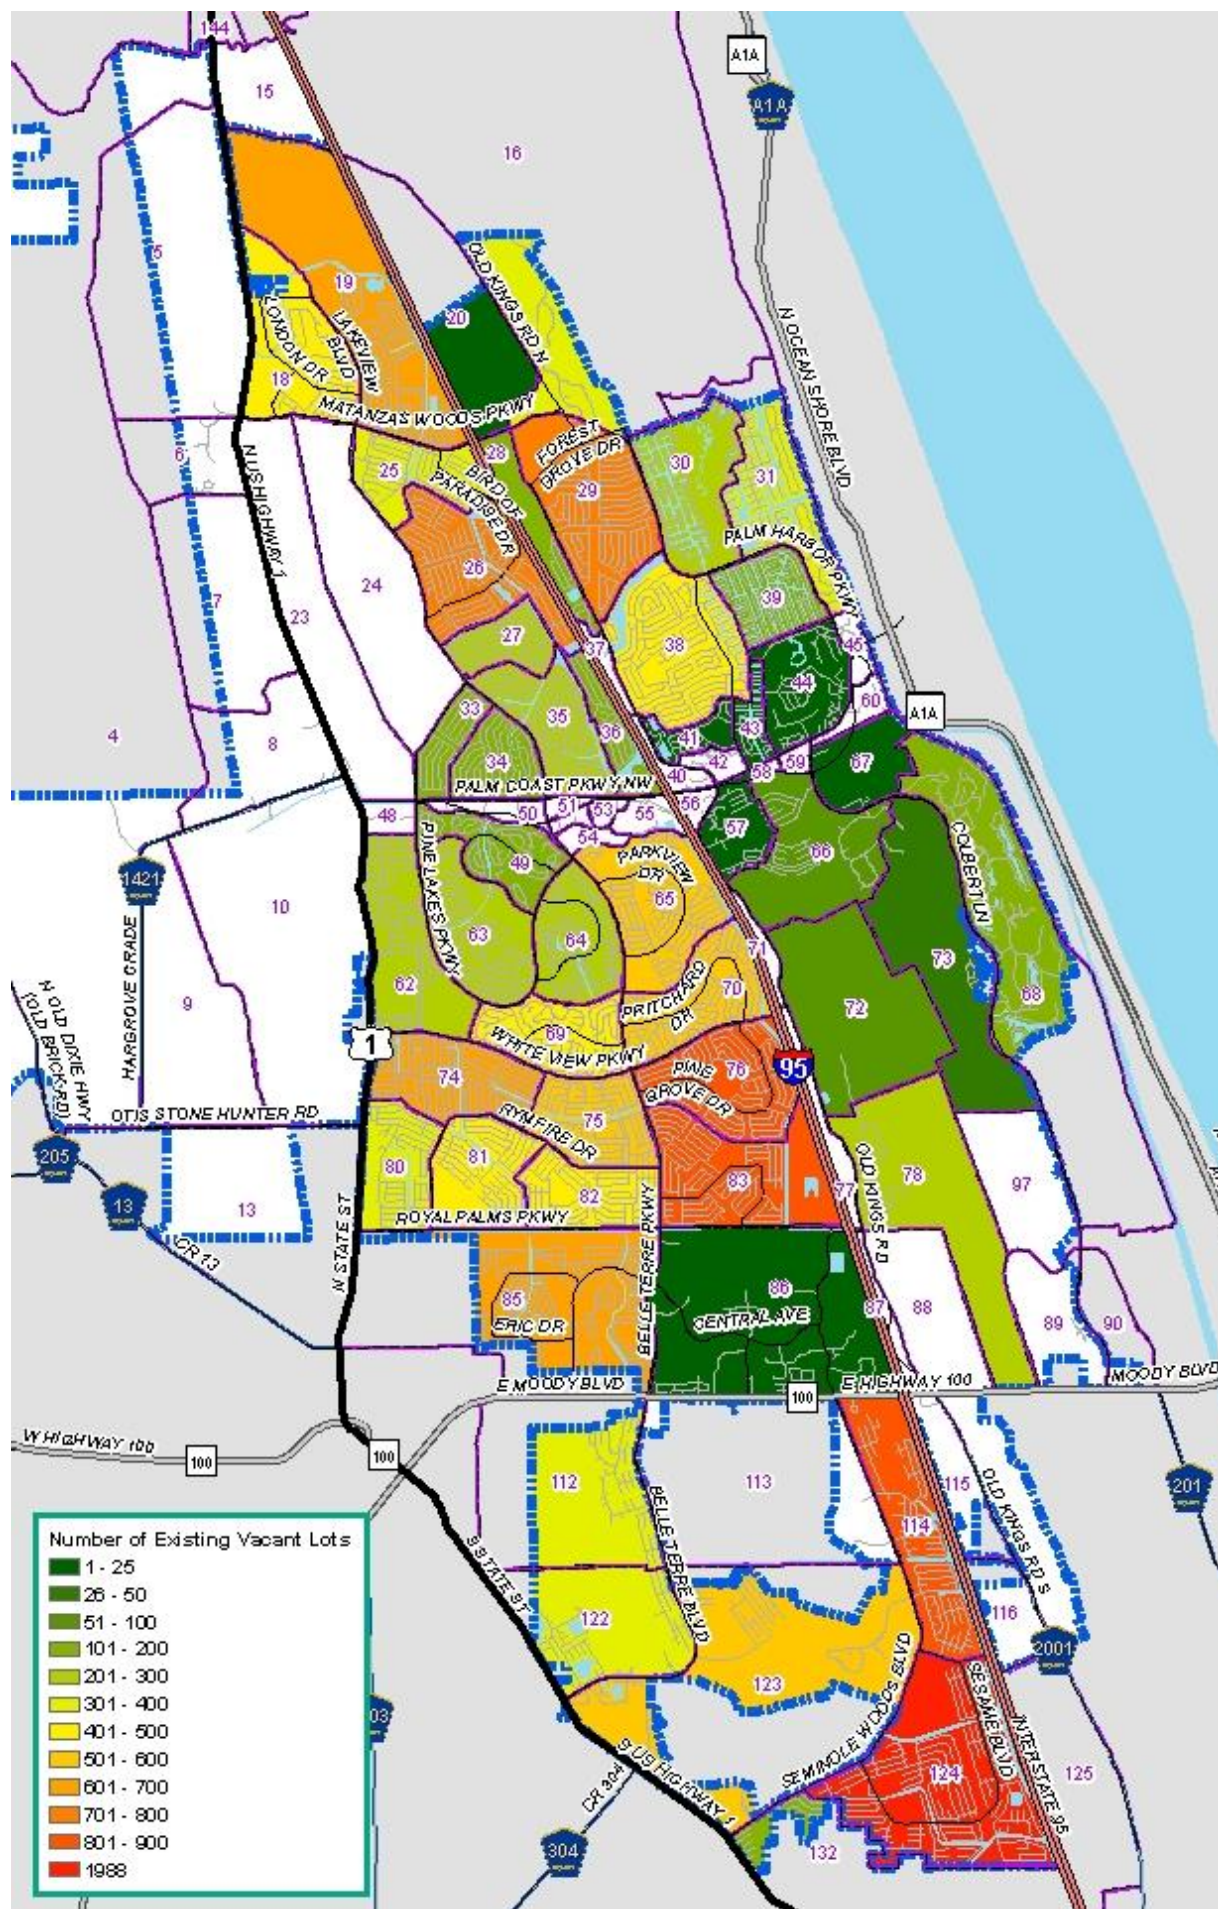 144
15
A1A
A1A
16
5
OLD KINGS RD N
19
20
N OCEAN SHORE BLVD
LONDON DR
LAKEVIEW
BLVD
18
MATANZAS WOODS PKWY
6
N US HIGHWAY 1
25
28
BIRD OF
PARADISE DR
FOREST
GROVE DR
29
30
31
PALM HARBOR PKWY
26
24
7
23
39
27
37
38
45
44
60
A1A
4
8
33
35
36
41
43
42
59
67
34
40
58
PALM COAST PKWY NW
48
50
51
53
55
56
54
57
PINE LAKES PKWY
49
PARKVIEW
DR
66
COLBERT LN
1421
10
65
63
64
HARGROVE GRADE
71
73
62
PRITCHARD
DR
70
68
9
72
N OLD DIXIE HWY
(OLD BRICK RD)
69
WHITE VIEW PKWY
1
95
74
PINE
GROVE DR
76
OTIS STONE HUNTER RD
RYMFIRE DR
75
205
80
81
78
82
83
77
97
13
13
ROYAL PALMS PKWY
OLD KINGS RD
N STATE ST
BELLE TERRE PKWY
CR 13
86
85
87
88
ERIC DR
CENTRAL AVE
89
90
E MOODY BLVD
100
E HIGHWAY 100
MOODY BLVD
W HIGHWAY 100
100
100
112
113
115
201
BELLE TERRE BLVD
114
OLD KINGS RD S
S STATE ST
116
122
2001
123
SEMINOLE WOODS BLVD
SESAME BLVD
INTERSTATE 95
S US HIGHWAY 1
124
125
CR 304
304
132
Number of Existing Vacant Lots
1 - 25
26 - 50
51 - 100
101 - 200
201 - 300
301 - 400
401 - 500
501 - 600
601 - 700
701 - 800
801 - 900
1988